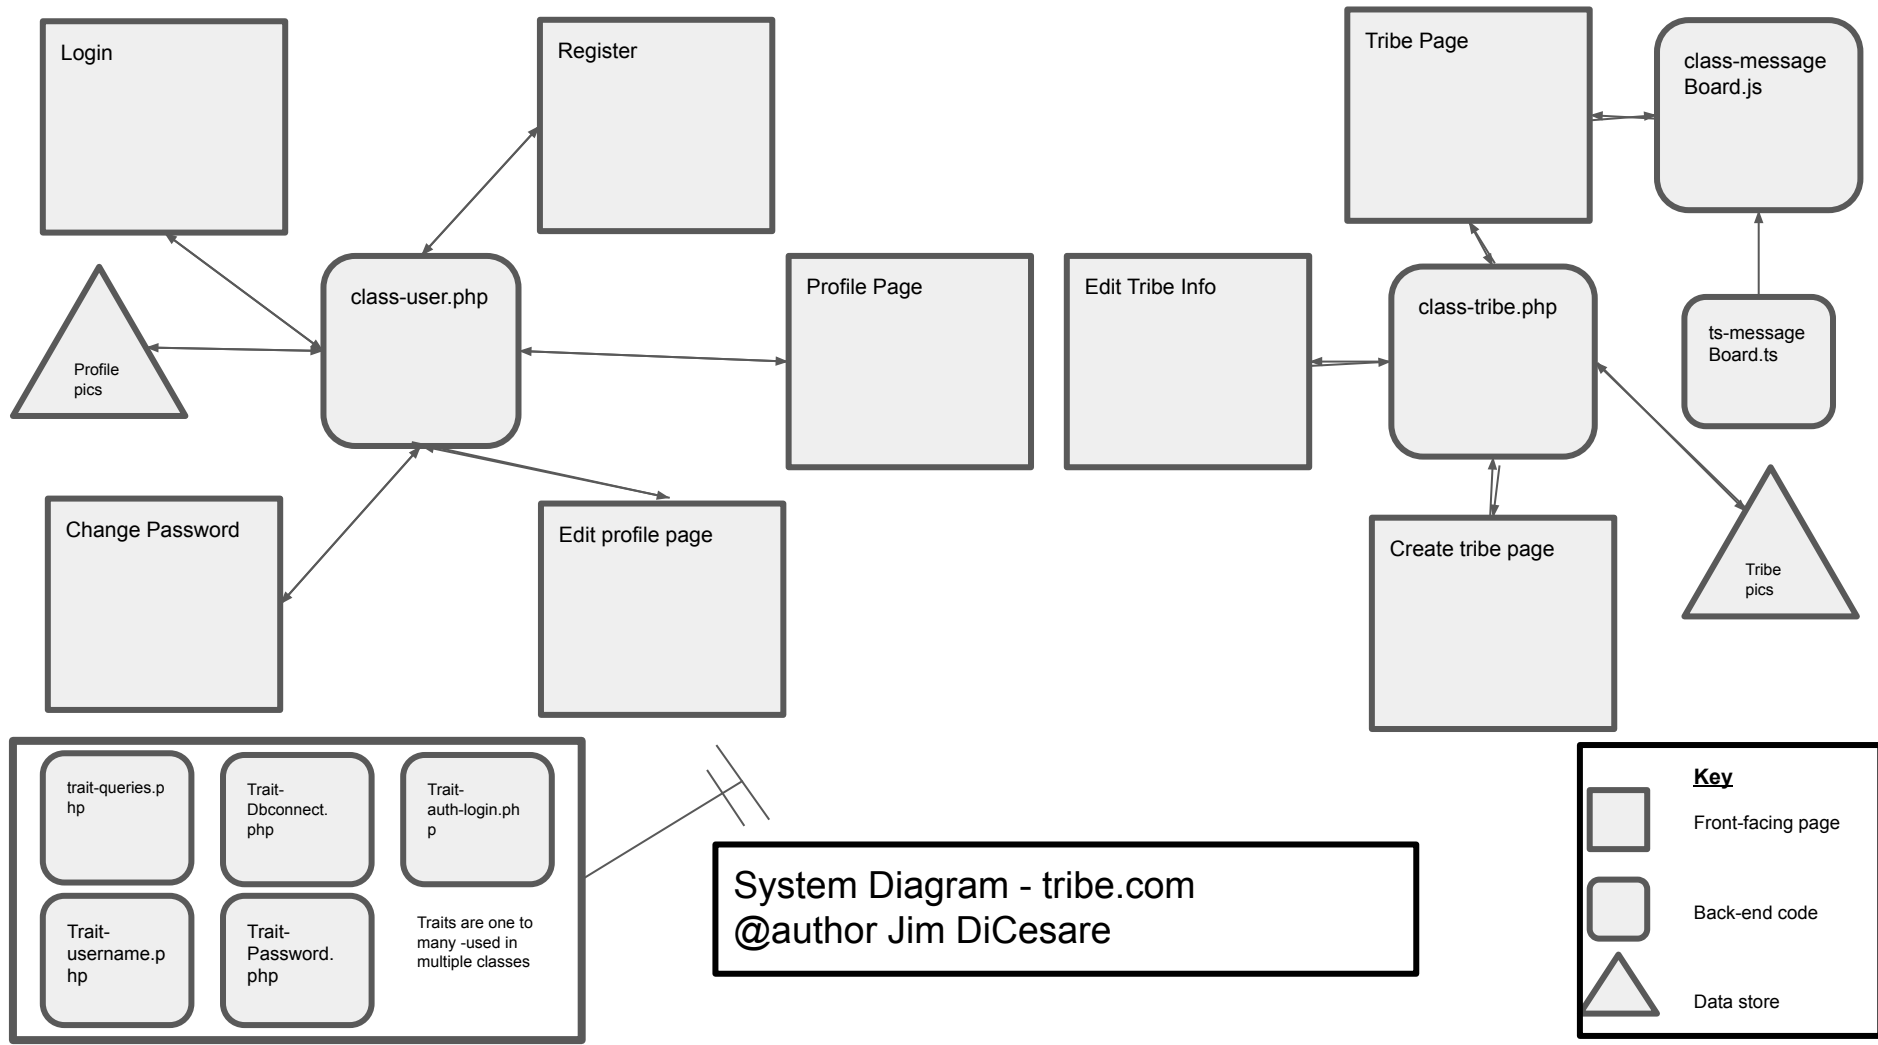 Login
Register
Tribe Page
class-message
Board.js
class-user.php
Profile Page
Edit Tribe Info
class-tribe.php
ts-message
Board.ts
Profile
pics
Change Password
Edit profile page
Create tribe page
Tribe
pics
trait-queries.p
hp
Trait-
Dbconnect.
php
Trait-
auth-login.ph
p
Trait-
username.p
hp
Trait-
Password.
php
Traits are one to
many -used in
multiple classes
System Diagram - tribe.com
@author Jim DiCesare
Key
Front-facing page
Back-end code
Data store